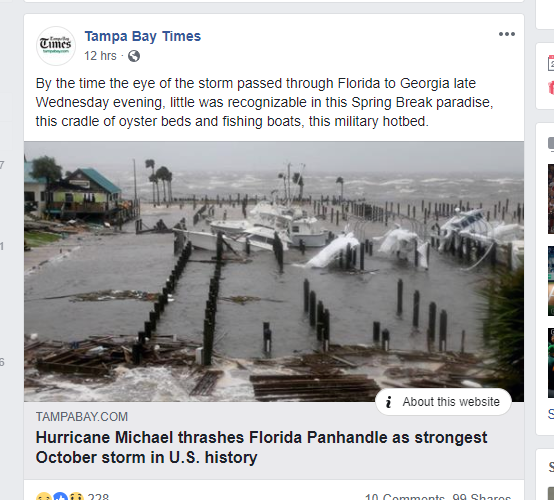 Tampa Bay Times
12 hrs ·
By the time the eye of the storm passed through Florida to Georgia late
Wednesday evening, little was recognizable in this Spring Break paradise,
this cradle of oyster beds and fishing boats, this military hotbed.
i About this website
TAMPABAY.COM
Hurricane Michael thrashes Florida Panhandle as strongest
October storm in U.S. history
228
10 Comments 99 Shares